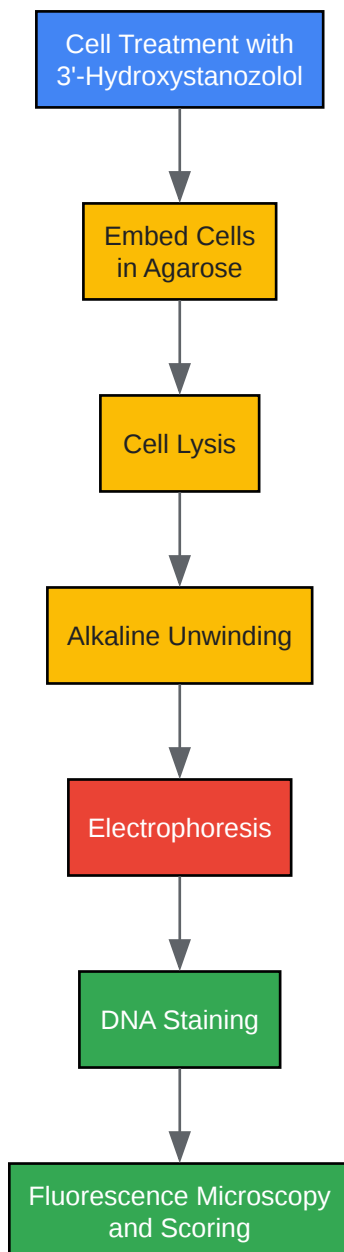 Cell Treatment with
3'-Hydroxystanozolol
Embed Cells
in Agarose
Cell Lysis
Alkaline Unwinding
Electrophoresis
DNA Staining
Fluorescence Microscopy
and Scoring